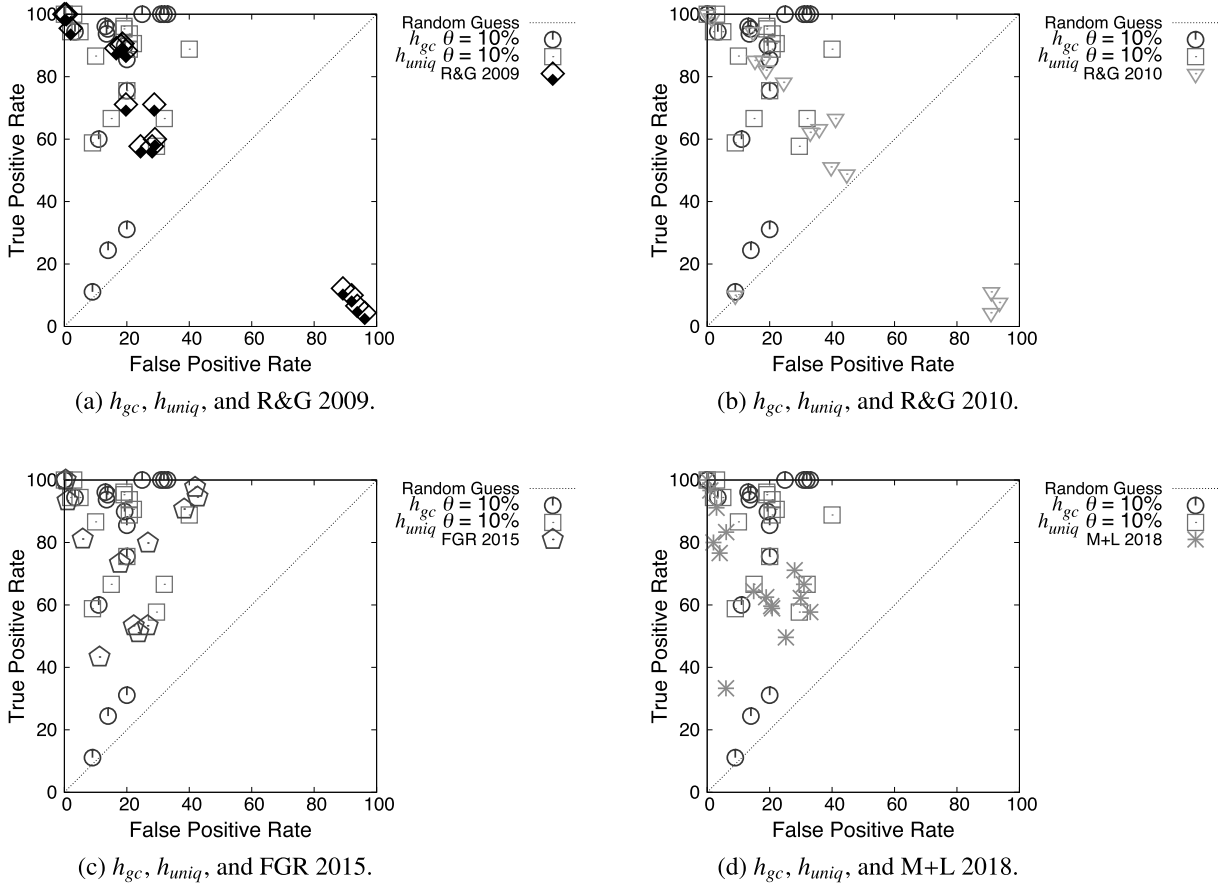 100
80
60
40
20
0
0 20 40 60 80 100
True Positive Rate
False Positive Rate
Random Guess
h_gc θ = 10%
h_uniq θ = 10%
R&G 2009
(a) h_gc, h_uniq, and R&G 2009.
100
80
60
40
20
0
0 20 40 60 80 100
True Positive Rate
False Positive Rate
Random Guess
h_gc θ = 10%
h_uniq θ = 10%
R&G 2010
(b) h_gc, h_uniq, and R&G 2010.
100
80
60
40
20
0
0 20 40 60 80 100
True Positive Rate
False Positive Rate
Random Guess
h_gc θ = 10%
h_uniq θ = 10%
FGR 2015
(c) h_gc, h_uniq, and FGR 2015.
100
80
60
40
20
0
0 20 40 60 80 100
True Positive Rate
False Positive Rate
Random Guess
h_gc θ = 10%
h_uniq θ = 10%
M+L 2018
(d) h_gc, h_uniq, and M+L 2018.